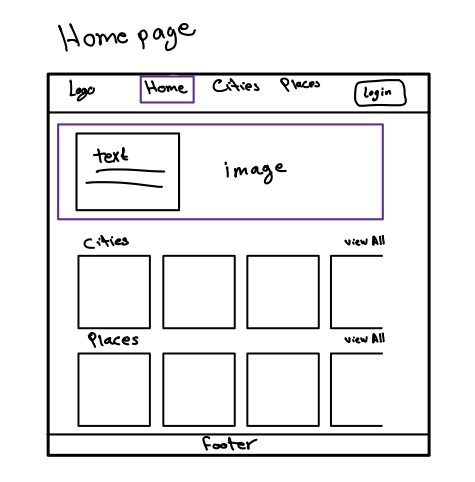 Home page
Logo Home Cities Places Login
text
image
Cities view All
Places view All
Footer